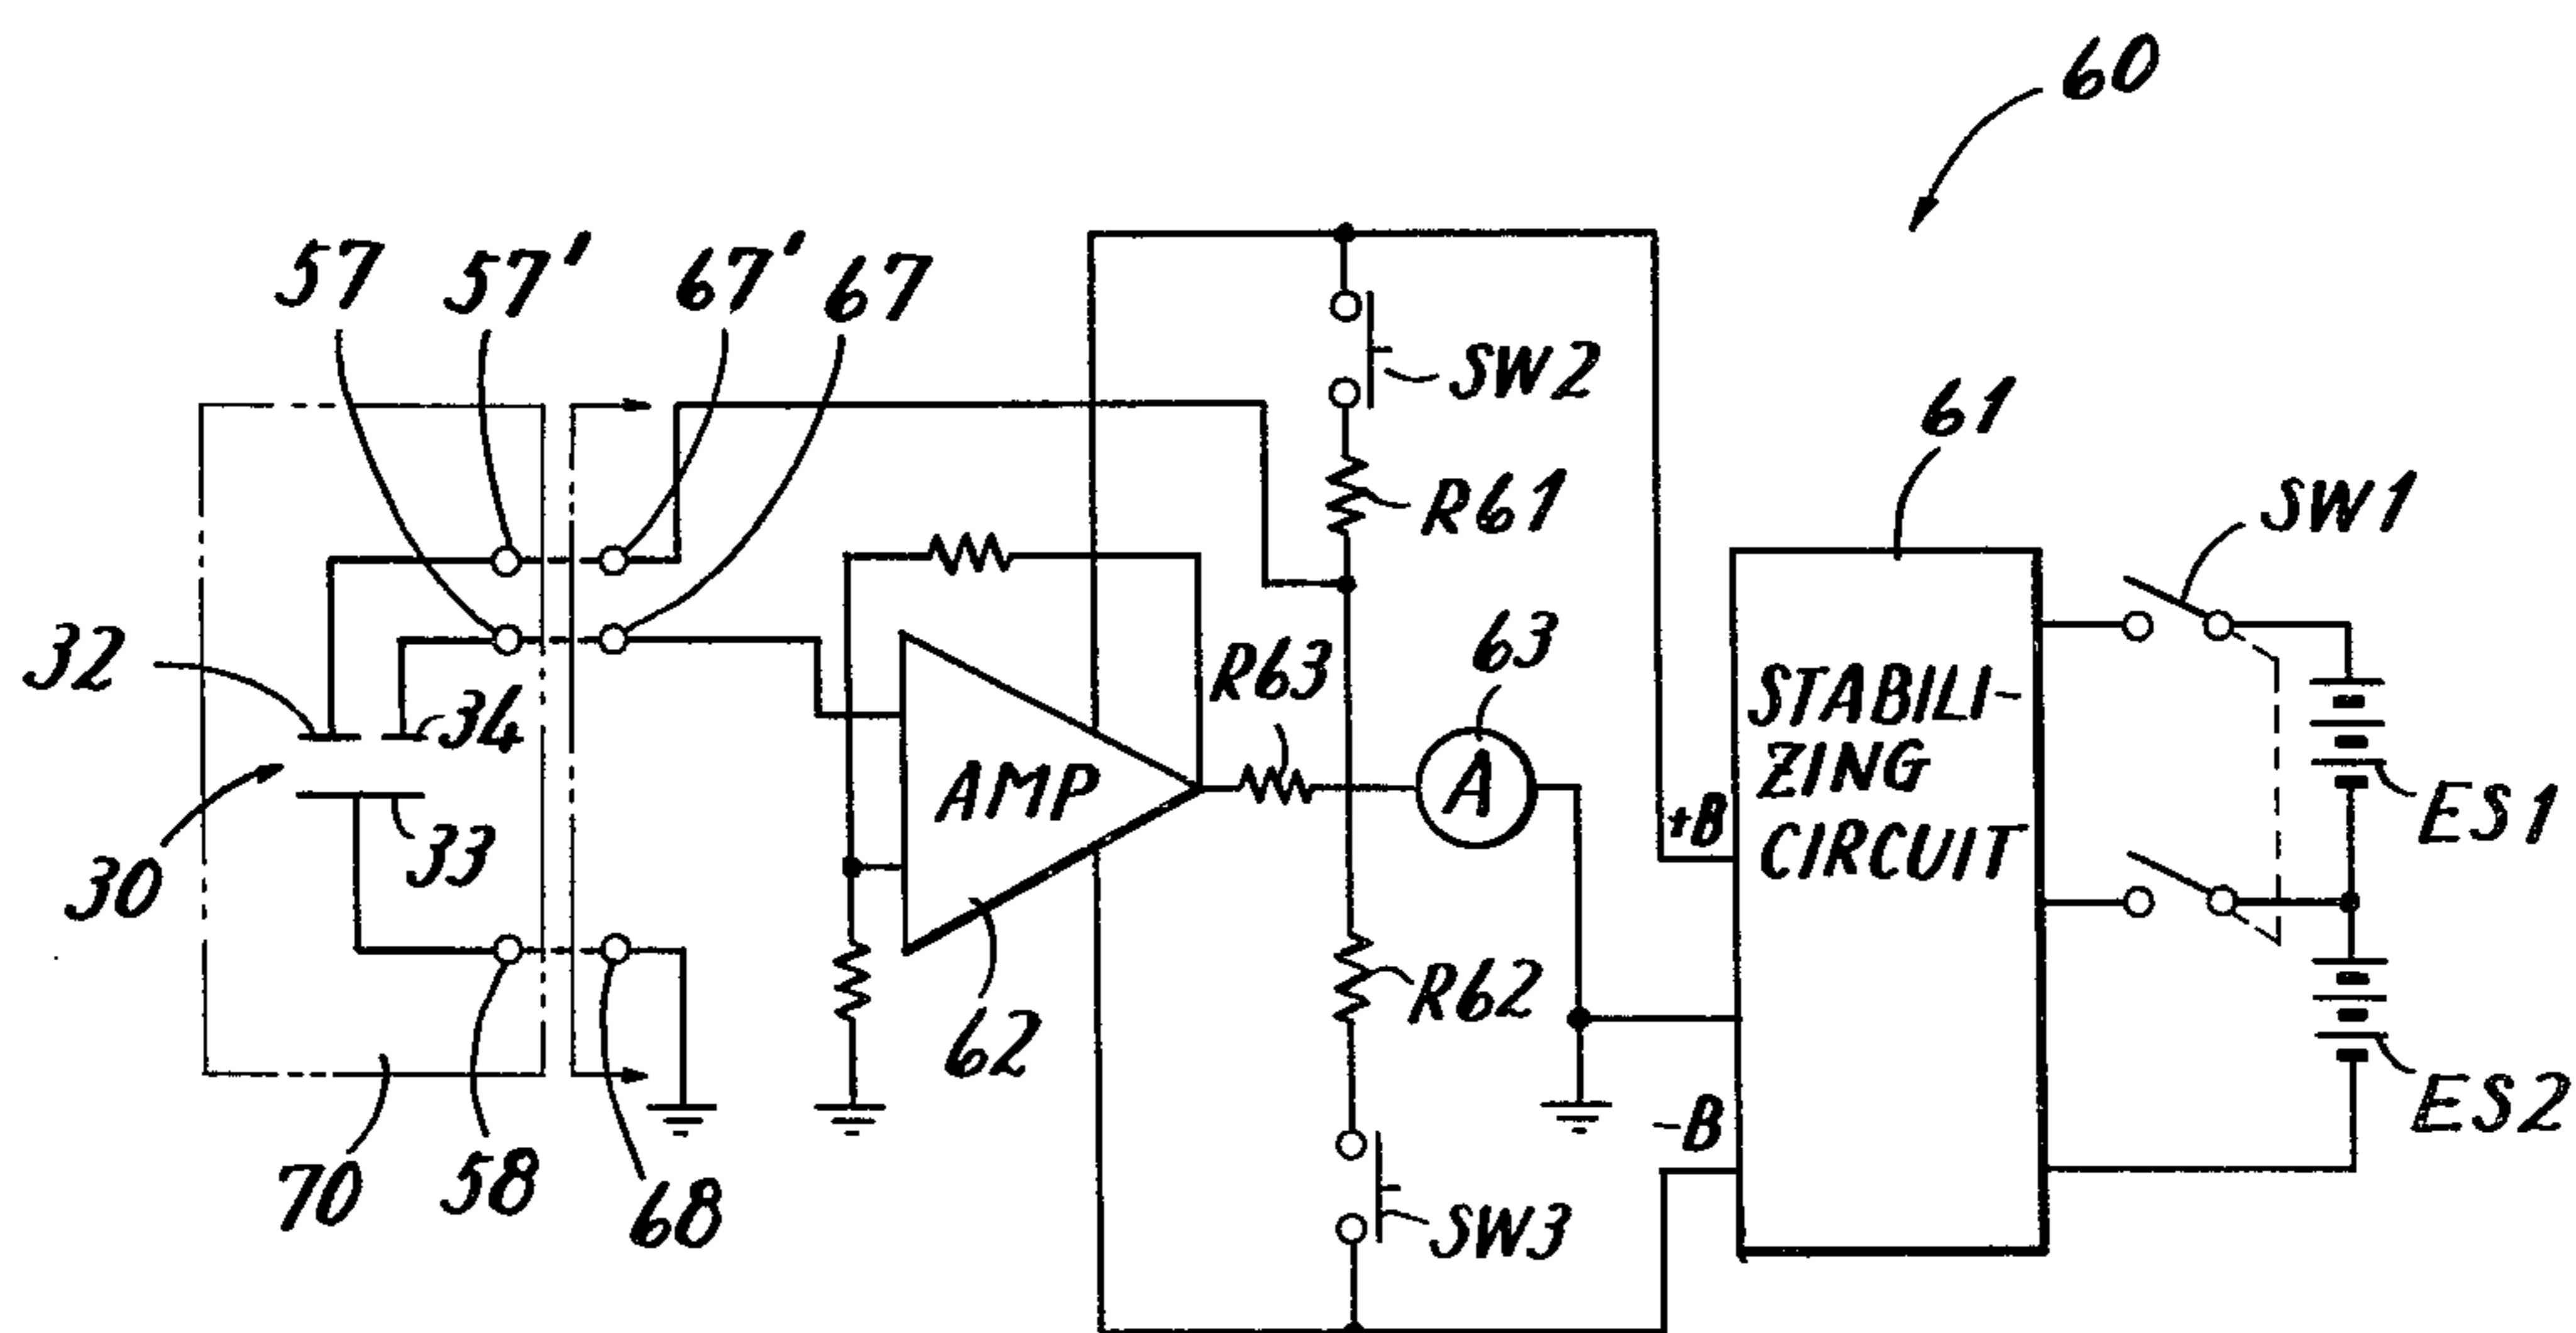 60
57
57'
67'
67
SW2
61
R61
SW1
32
34
R63
63
STABILI-
ZING
CIRCUIT
AMP
A
+B
ES1
30
33
62
R62
-B
ES2
70
58
68
SW3